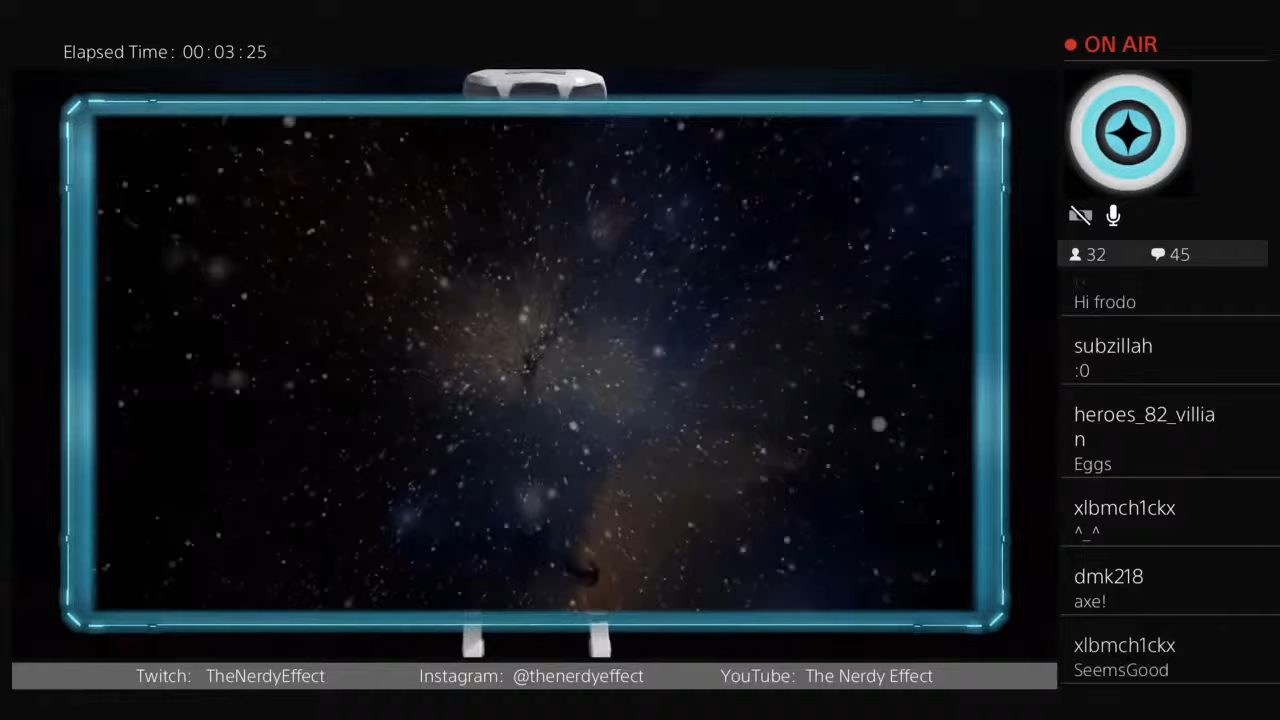 Elapsed Time: 00:03:25
ON AIR
32 45
Hi frodo
subzillah
:0
heroes_82_villia
n
Eggs
xlbmch1ckx
^_^
dmk218
axe!
xlbmch1ckx
SeemsGood
Twitch: TheNerdyEffect Instagram: @thenerdyeffect YouTube: The Nerdy Effect